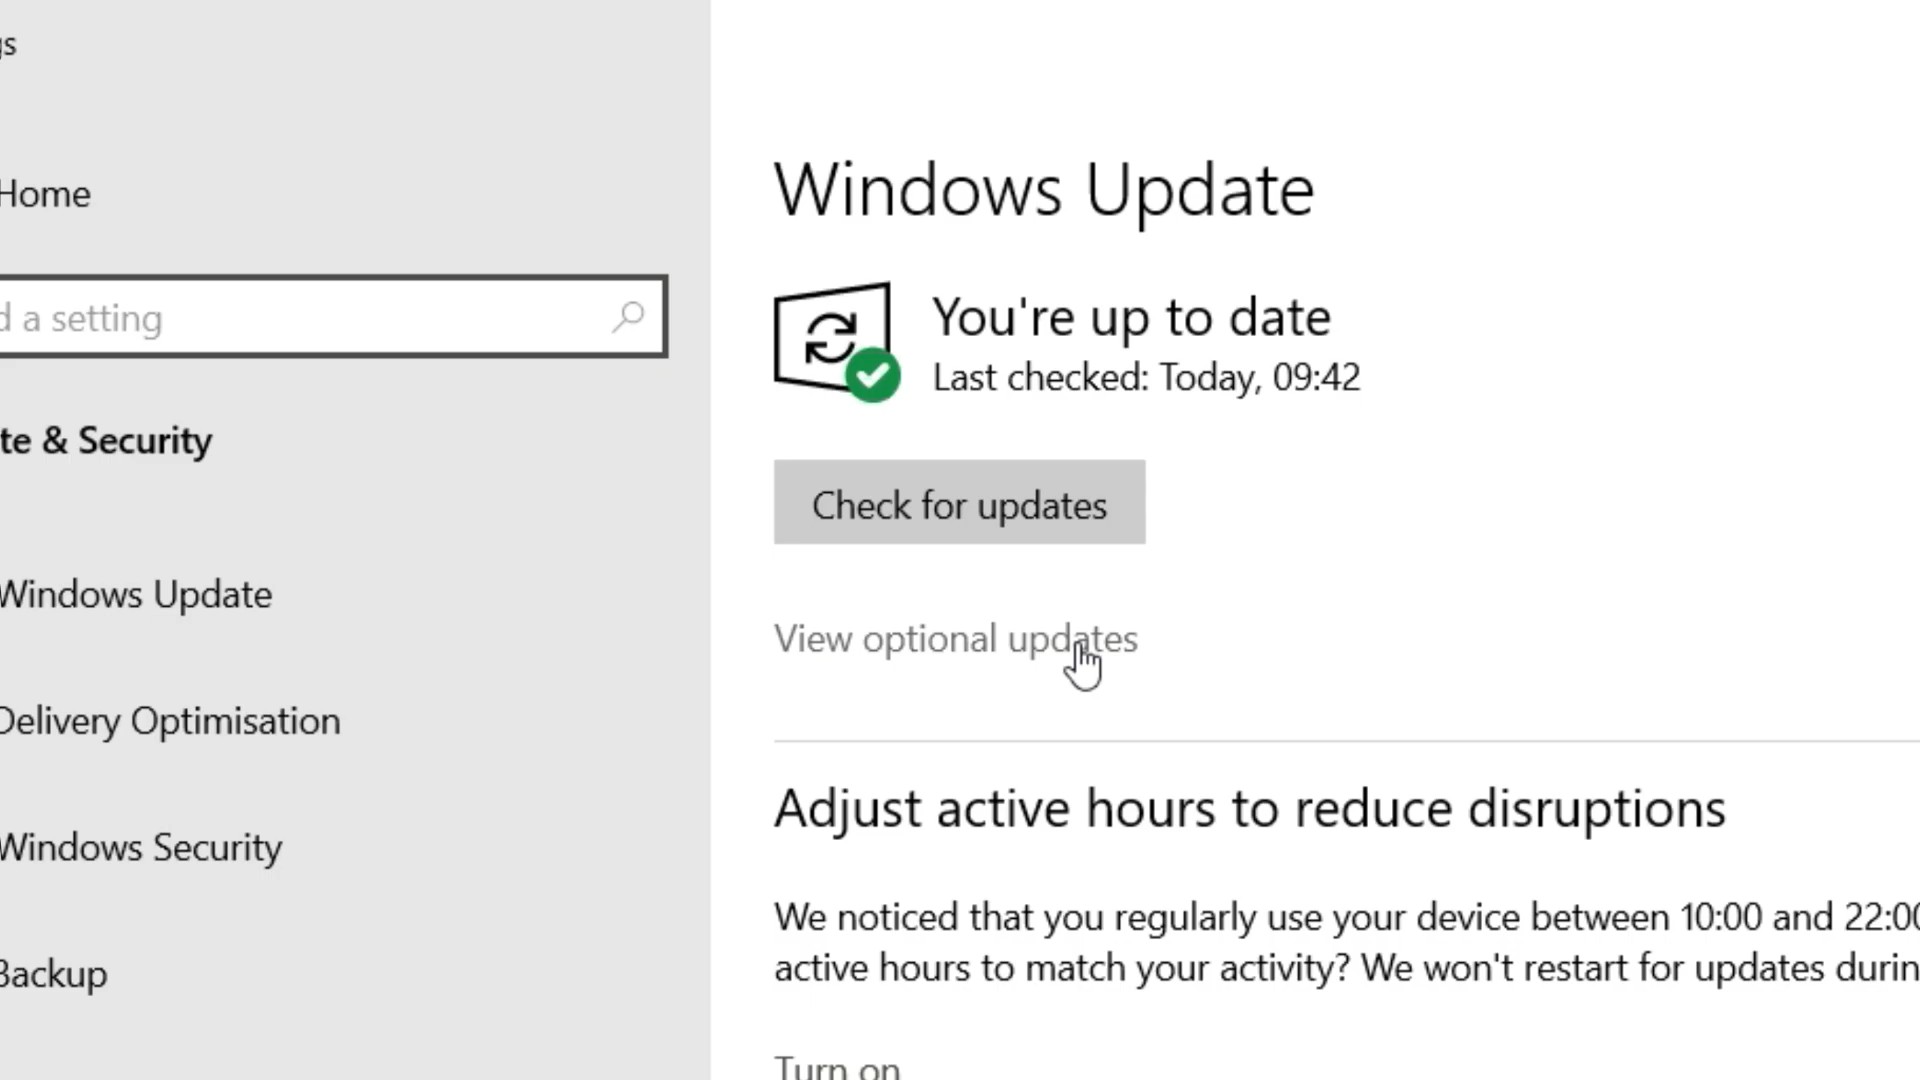 gs
Home
d a setting
te & Security
Windows Update
Delivery Optimisation
Windows Security
Backup
Windows Update
You're up to date
Last checked: Today, 09:42
Check for updates
View optional updates
Adjust active hours to reduce disruptions
We noticed that you regularly use your device between 10:00 and 22:00
active hours to match your activity? We won't restart for updates durin
Turn on